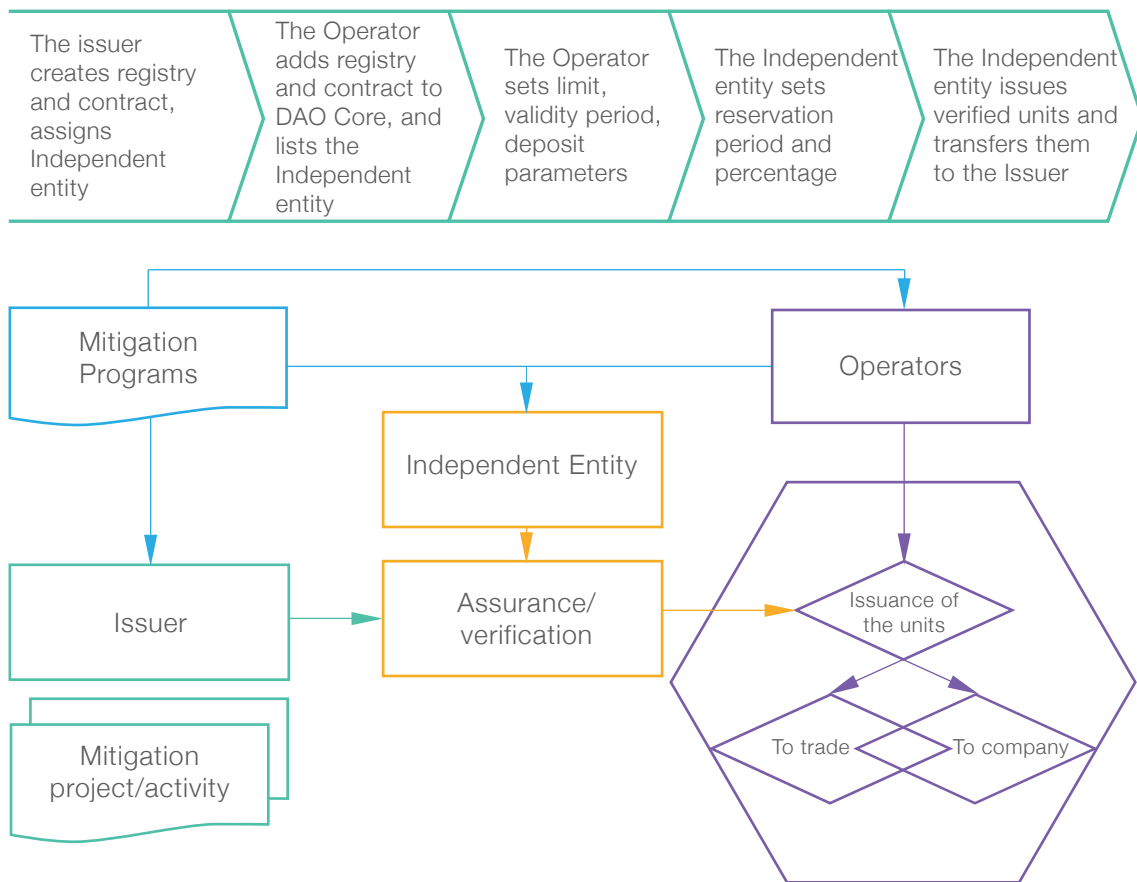 The issuer
creates registry
and contract,
assigns
Independent
entity
The Operator
adds registry
and contract to
DAO Core, and
lists the
Independent
entity
The Operator
sets limit,
validity period,
deposit
parameters
The Independent
entity sets
reservation
period and
percentage
The Independent
entity issues
verified units and
transfers them
to the Issuer
Mitigation
Programs
Operators
Independent Entity
Issuer
Assurance/
verification
Issuance of
the units
Mitigation
project/activity
To trade
To company